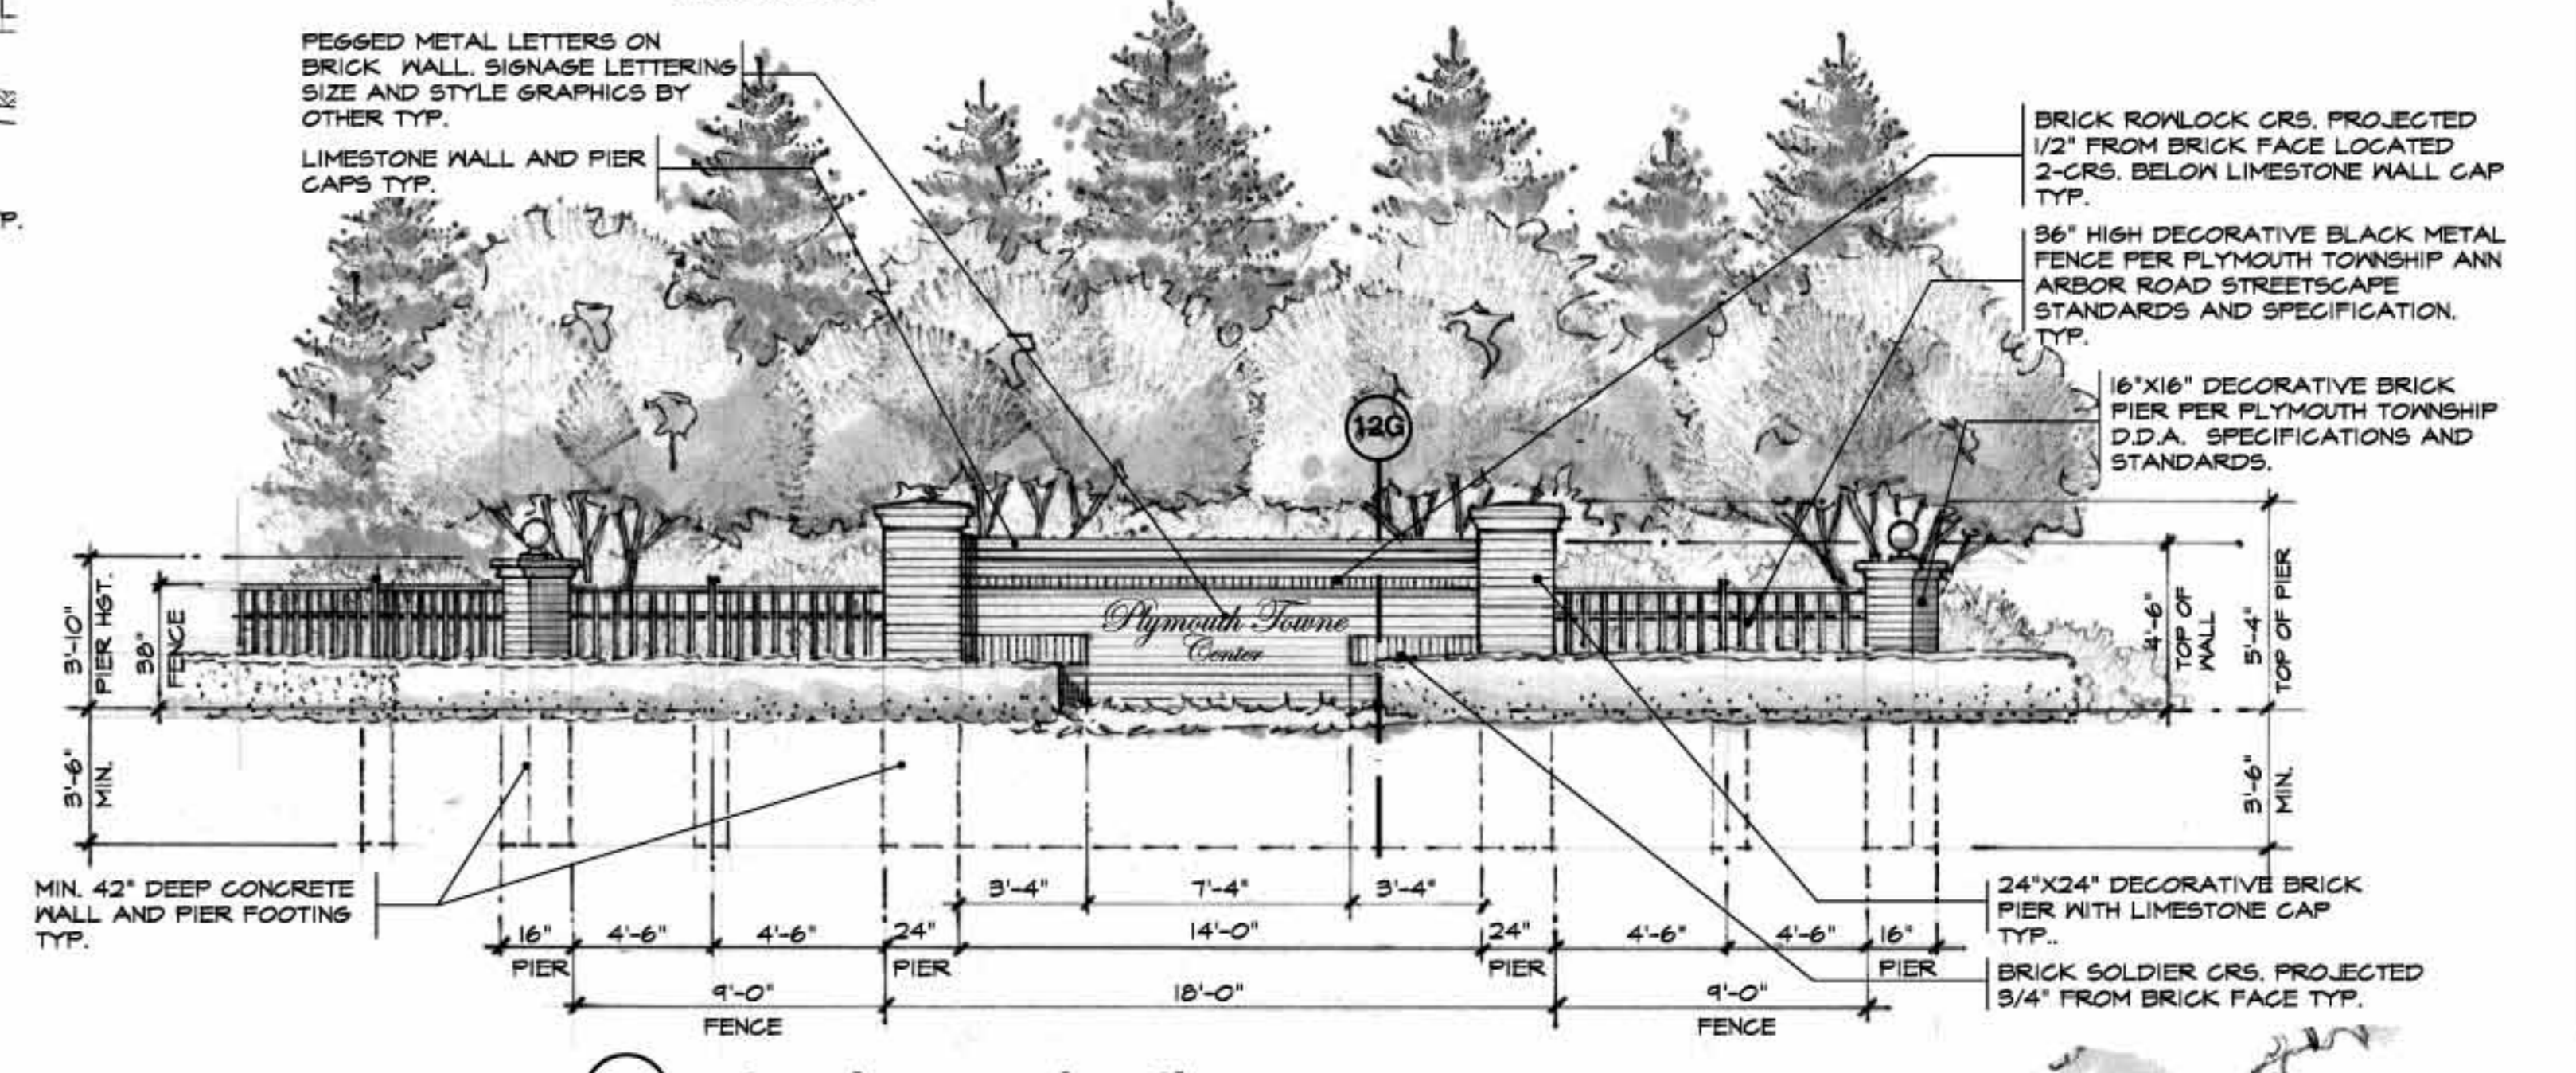 PEGGED METAL LETTERS ON
BRICK WALL. SIGNAGE LETTERING
SIZE AND STYLE GRAPHICS BY
OTHER TYP.
LIMESTONE WALL AND PIER
CAPS TYP.
BRICK ROWLOCK CRS. PROJECTED
1/2" FROM BRICK FACE LOCATED
2-CRS. BELOW LIMESTONE WALL CAP
TYP.
36" HIGH DECORATIVE BLACK METAL
FENCE PER PLYMOUTH TOWNSHIP ANN
ARBOR ROAD STREETSCAPE
STANDARDS AND SPECIFICATION.
TYP.
16"X16" DECORATIVE BRICK
PIER PER PLYMOUTH TOWNSHIP
D.D.A. SPECIFICATIONS AND
STANDARDS.
P.
12G
Plymouth Towne
Center
3'-10"
PIER HGT.
38"
FENCE
3'-6"
MIN.
4'-6"
TOP OF
WALL
5'-4"
TOP OF PIER
3'-6"
MIN.
MIN. 42" DEEP CONCRETE
WALL AND PIER FOOTING
TYP.
3'-4" 7'-4" 3'-4"
16" 4'-6" 4'-6" 24" 14'-0" 24" 4'-6" 4'-6" 16"
PIER PIER PIER PIER
9'-0" 18'-0" 9'-0"
FENCE FENCE
24"X24" DECORATIVE BRICK
PIER WITH LIMESTONE CAP
TYP..
BRICK SOLDIER CRS. PROJECTED
3/4" FROM BRICK FACE TYP.